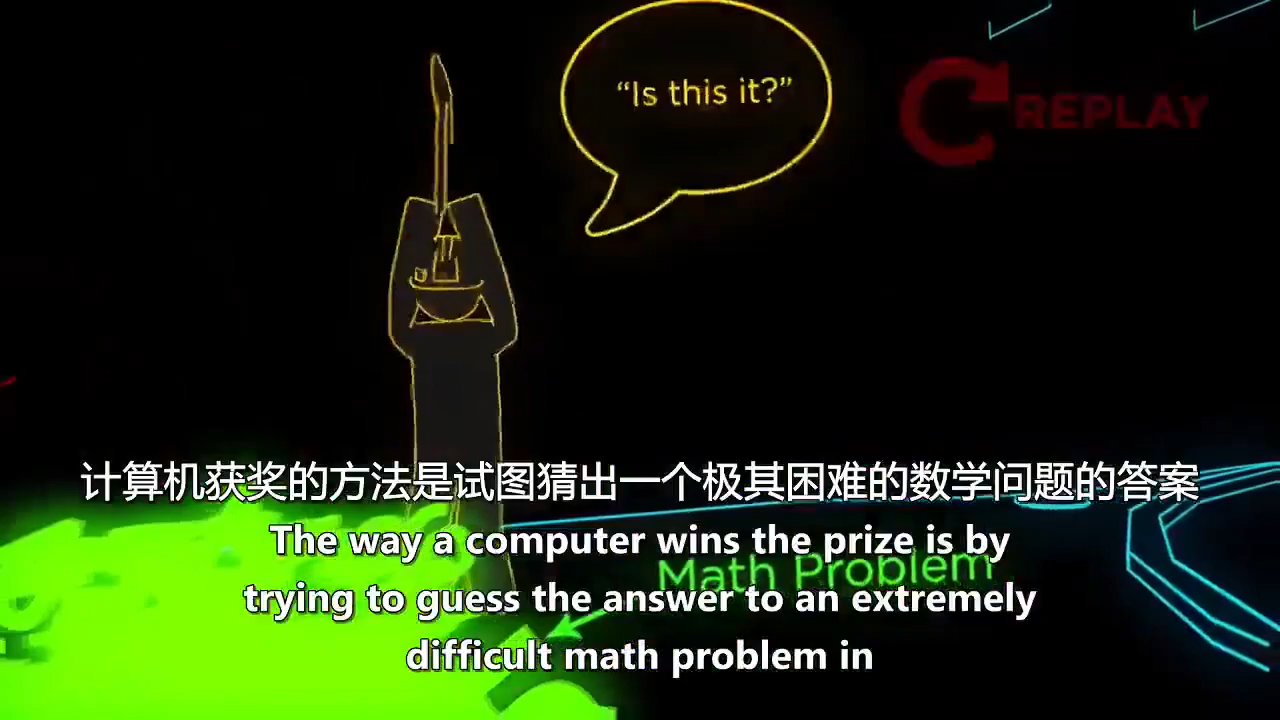 “Is this it?”
REPLAY
计算机获奖的方法是试图猜出一个极其困难的数学问题的答案
The way a computer wins the prize is by
Math Problem
trying to guess the answer to an extremely
difficult math problem in